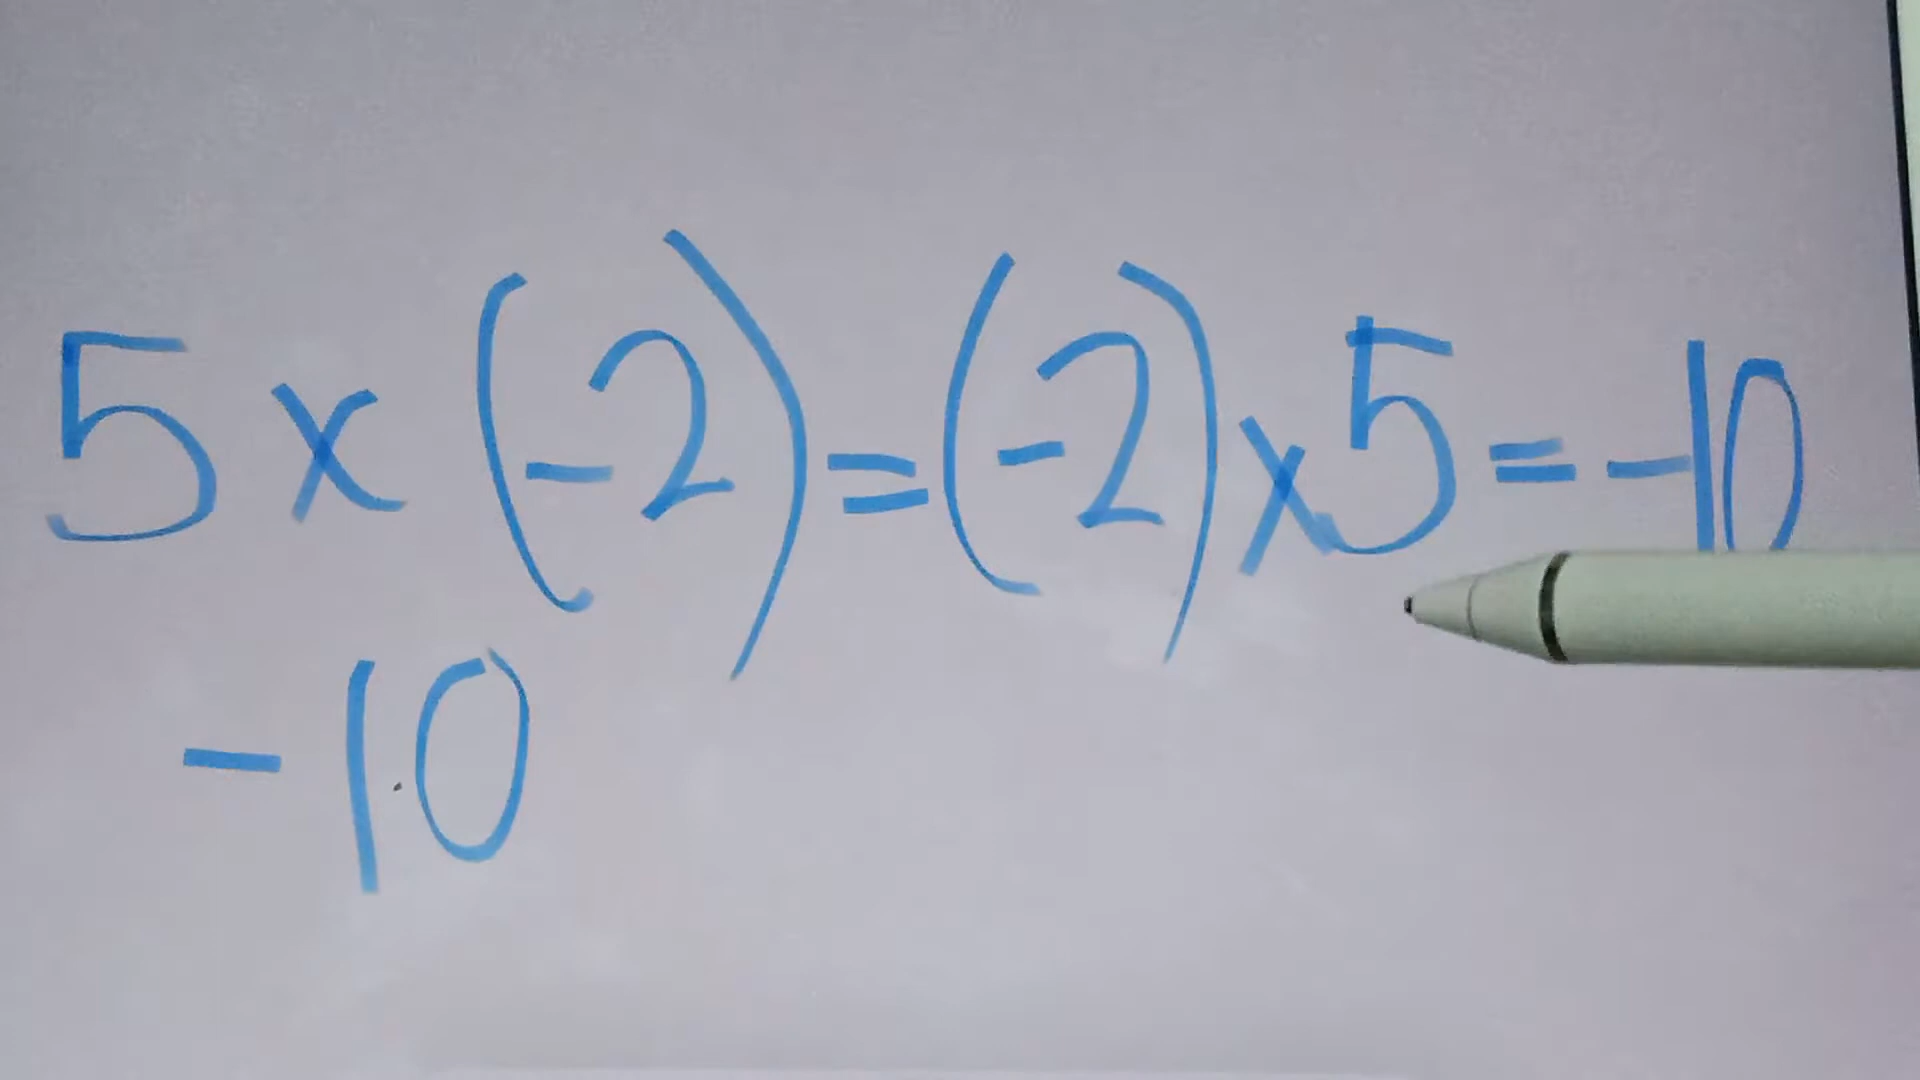 5 x (-2) = (-2) x 5 = -10
-10